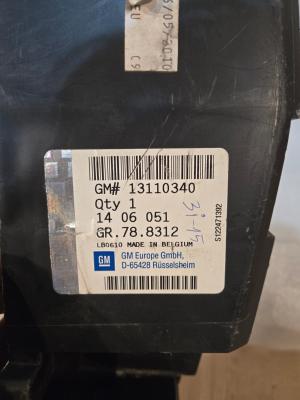 GM# 13110340
Qty 1
14 06 051
GR.78.8312
LB0610 MADE IN BELGIUM
GM
GM Europe GmbH,
D-65428 Rüsselsheim
S122471392